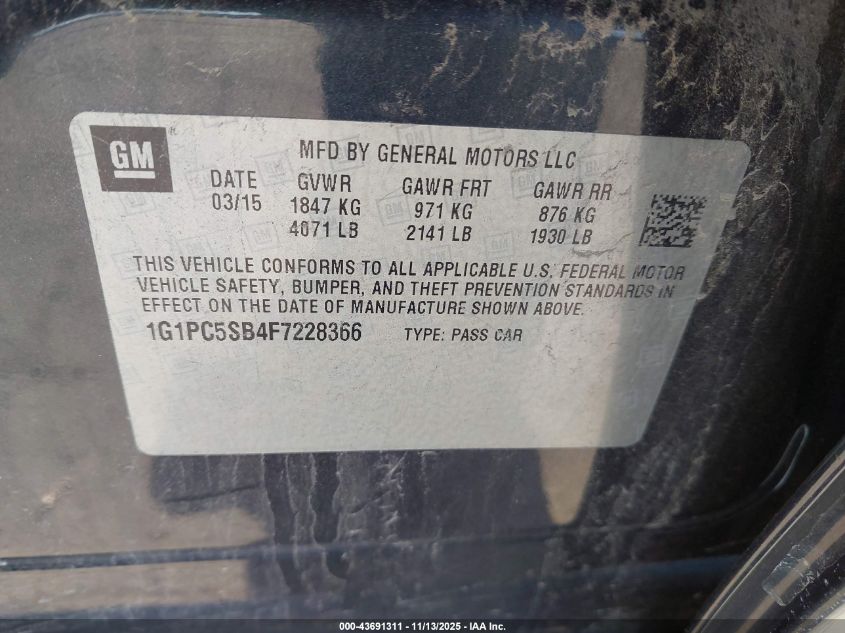 GM
MFD BY GENERAL MOTORS LLC
DATE GVWR GAWR FRT GAWR RR
03/15 1847 KG 971 KG 876 KG
4071 LB 2141 LB 1930 LB
THIS VEHICLE CONFORMS TO ALL APPLICABLE U.S. FEDERAL MOTOR
VEHICLE SAFETY, BUMPER, AND THEFT PREVENTION STANDARDS IN
EFFECT ON THE DATE OF MANUFACTURE SHOWN ABOVE.
1G1PC5SB4F7228366 TYPE: PASS CAR
000-43691311 - 11/13/2025 - IAA Inc.